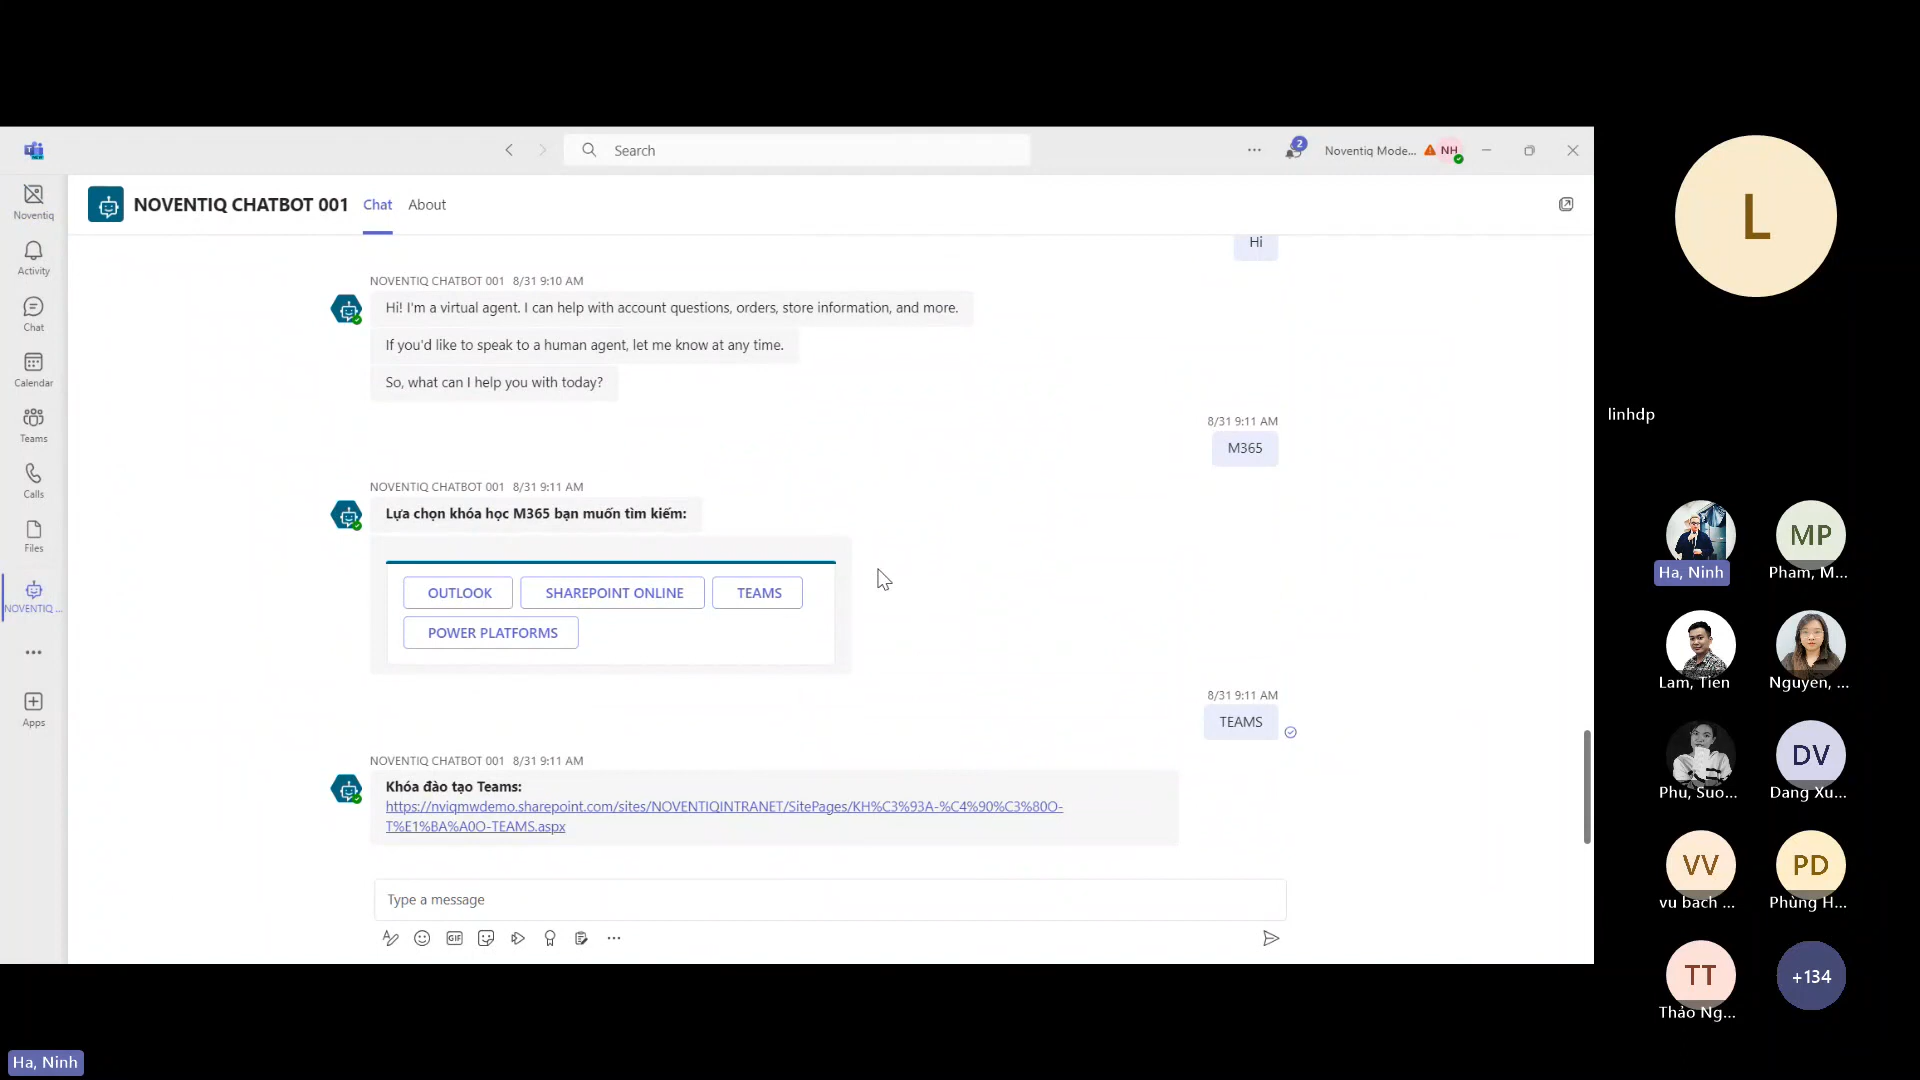 Search
2
Noventiq Mode...
NH
Noventiq
Activity
Chat
Calendar
Teams
Calls
Files
NOVENTIQ ...
Apps
NOVENTIQ CHATBOT 001
Chat
About
Hi
NOVENTIQ CHATBOT 001 8/31 9:10 AM
Hi! I'm a virtual agent. I can help with account questions, orders, store information, and more.
If you'd like to speak to a human agent, let me know at any time.
So, what can I help you with today?
8/31 9:11 AM
M365
NOVENTIQ CHATBOT 001 8/31 9:11 AM
Lựa chọn khóa học M365 bạn muốn tìm kiếm:
OUTLOOK
SHAREPOINT ONLINE
TEAMS
POWER PLATFORMS
8/31 9:11 AM
TEAMS
NOVENTIQ CHATBOT 001 8/31 9:11 AM
Khóa đào tạo Teams:
https://nviqmwdemo.sharepoint.com/sites/NOVENTIQINTRANET/SitePages/KH%C3%93A-%C4%90%C3%80O-
T%E1%BA%A0O-TEAMS.aspx
Type a message
GIF
L
linhdp
Ha, Ninh
MP
Pham, M...
Lam, Tien
Nguyen, ...
Phu, Suo...
DV
Dang Xu...
VV
vu bach ...
PD
Phùng H...
TT
Thảo Ng...
+134
Ha, Ninh